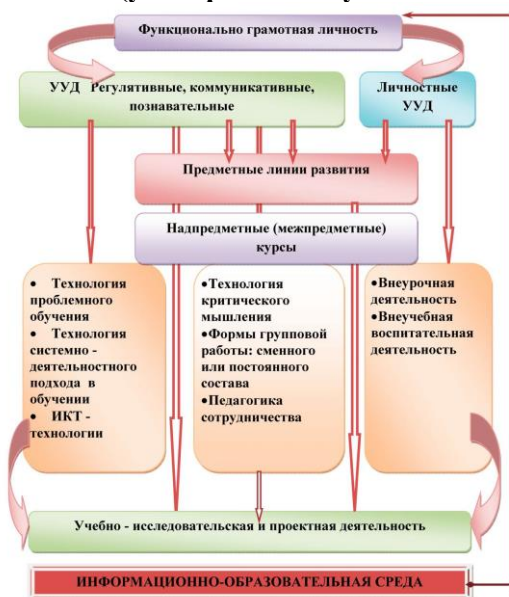 Функционально грамотная личность
УУД Регулятивные, коммуникативные,
познавательные
Личностные
УУД
Предметные линии развития
Надпредметные (межпредметные)
курсы
• Технология
проблемного
обучения
• Технология
системно -
деятельностного
подхода в
обучении
• ИКТ -
технологии
•Технология
критического
мышления
•Формы групповой
работы: сменного
или постоянного
состава
•Педагогика
сотрудничества
•Внеурочная
деятельность
•Внеучебная
воспитательная
деятельность
Учебно - исследовательская и проектная деятельность
ИНФОРМАЦИОННО-ОБРАЗОВАТЕЛЬНАЯ СРЕДА